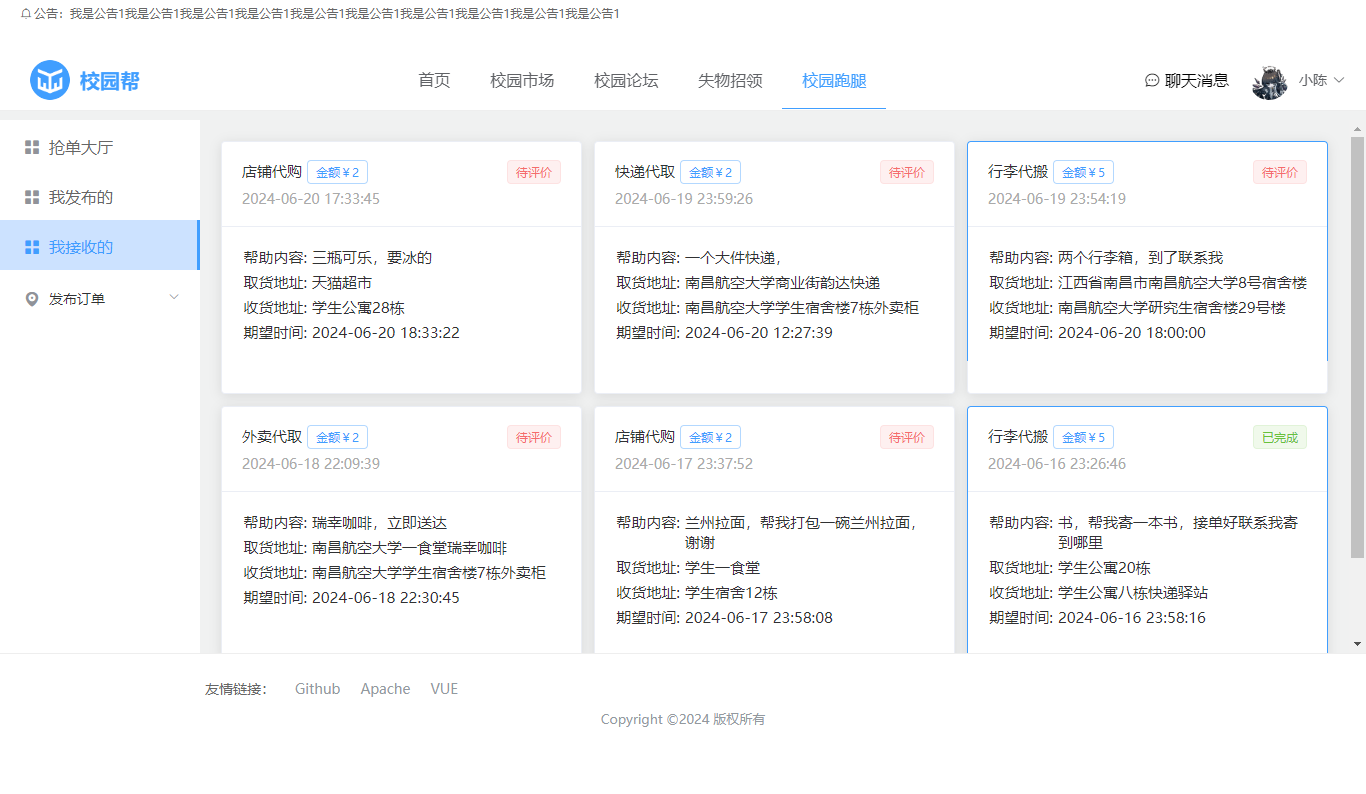 公告：我是公告1我是公告1我是公告1我是公告1我是公告1我是公告1我是公告1我是公告1我是公告1我是公告1
校园帮
首页 校园市场 校园论坛 失物招领 校园跑腿
聊天消息 小陈
抢单大厅
我发布的
我接收的
发布订单
店铺代购 金额￥2 待评价
2024-06-20 17:33:45
帮助内容: 三瓶可乐，要冰的
取货地址: 天猫超市
收货地址: 学生公寓28栋
期望时间: 2024-06-20 18:33:22
快递代取 金额￥2 待评价
2024-06-19 23:59:26
帮助内容: 一个大件快递，
取货地址: 南昌航空大学商业街韵达快递
收货地址: 南昌航空大学学生宿舍楼7栋外卖柜
期望时间: 2024-06-20 12:27:39
行李代搬 金额￥5 待评价
2024-06-19 23:54:19
帮助内容: 两个行李箱，到了联系我
取货地址: 江西省南昌市南昌航空大学8号宿舍楼
收货地址: 南昌航空大学研究生宿舍楼29号楼
期望时间: 2024-06-20 18:00:00
外卖代取 金额￥2 待评价
2024-06-18 22:09:39
帮助内容: 瑞幸咖啡，立即送达
取货地址: 南昌航空大学一食堂瑞幸咖啡
收货地址: 南昌航空大学学生宿舍楼7栋外卖柜
期望时间: 2024-06-18 22:30:45
店铺代购 金额￥2 待评价
2024-06-17 23:37:52
帮助内容: 兰州拉面，帮我打包一碗兰州拉面，
谢谢
取货地址: 学生一食堂
收货地址: 学生宿舍12栋
期望时间: 2024-06-17 23:58:08
行李代搬 金额￥5 已完成
2024-06-16 23:26:46
帮助内容: 书，帮我寄一本书，接单好联系我寄
到哪里
取货地址: 学生公寓20栋
收货地址: 学生公寓八栋快递驿站
期望时间: 2024-06-16 23:58:16
友情链接： Github Apache VUE
Copyright ©2024 版权所有